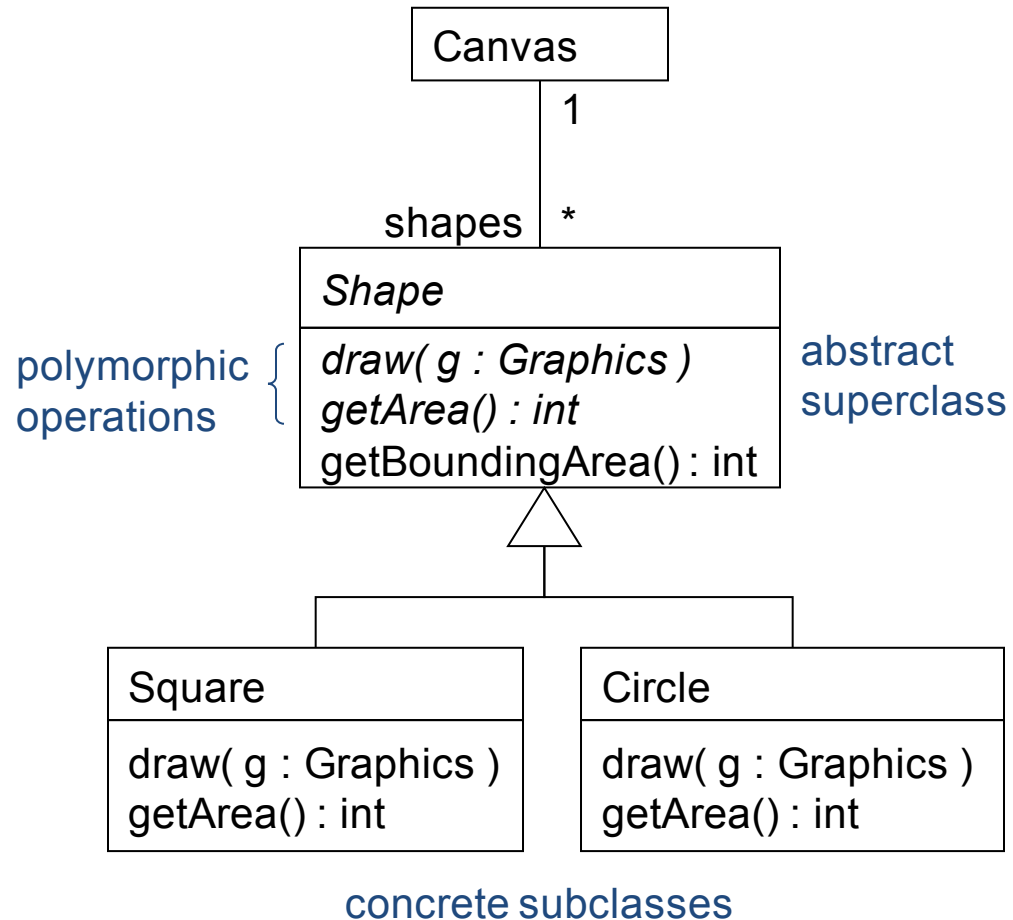 Canvas
1
shapes *
Shape
polymorphic
operations
draw( g : Graphics )
getArea() : int
getBoundingArea() : int
abstract
superclass
Square
draw( g : Graphics )
getArea() : int
Circle
draw( g : Graphics )
getArea() : int
concrete subclasses